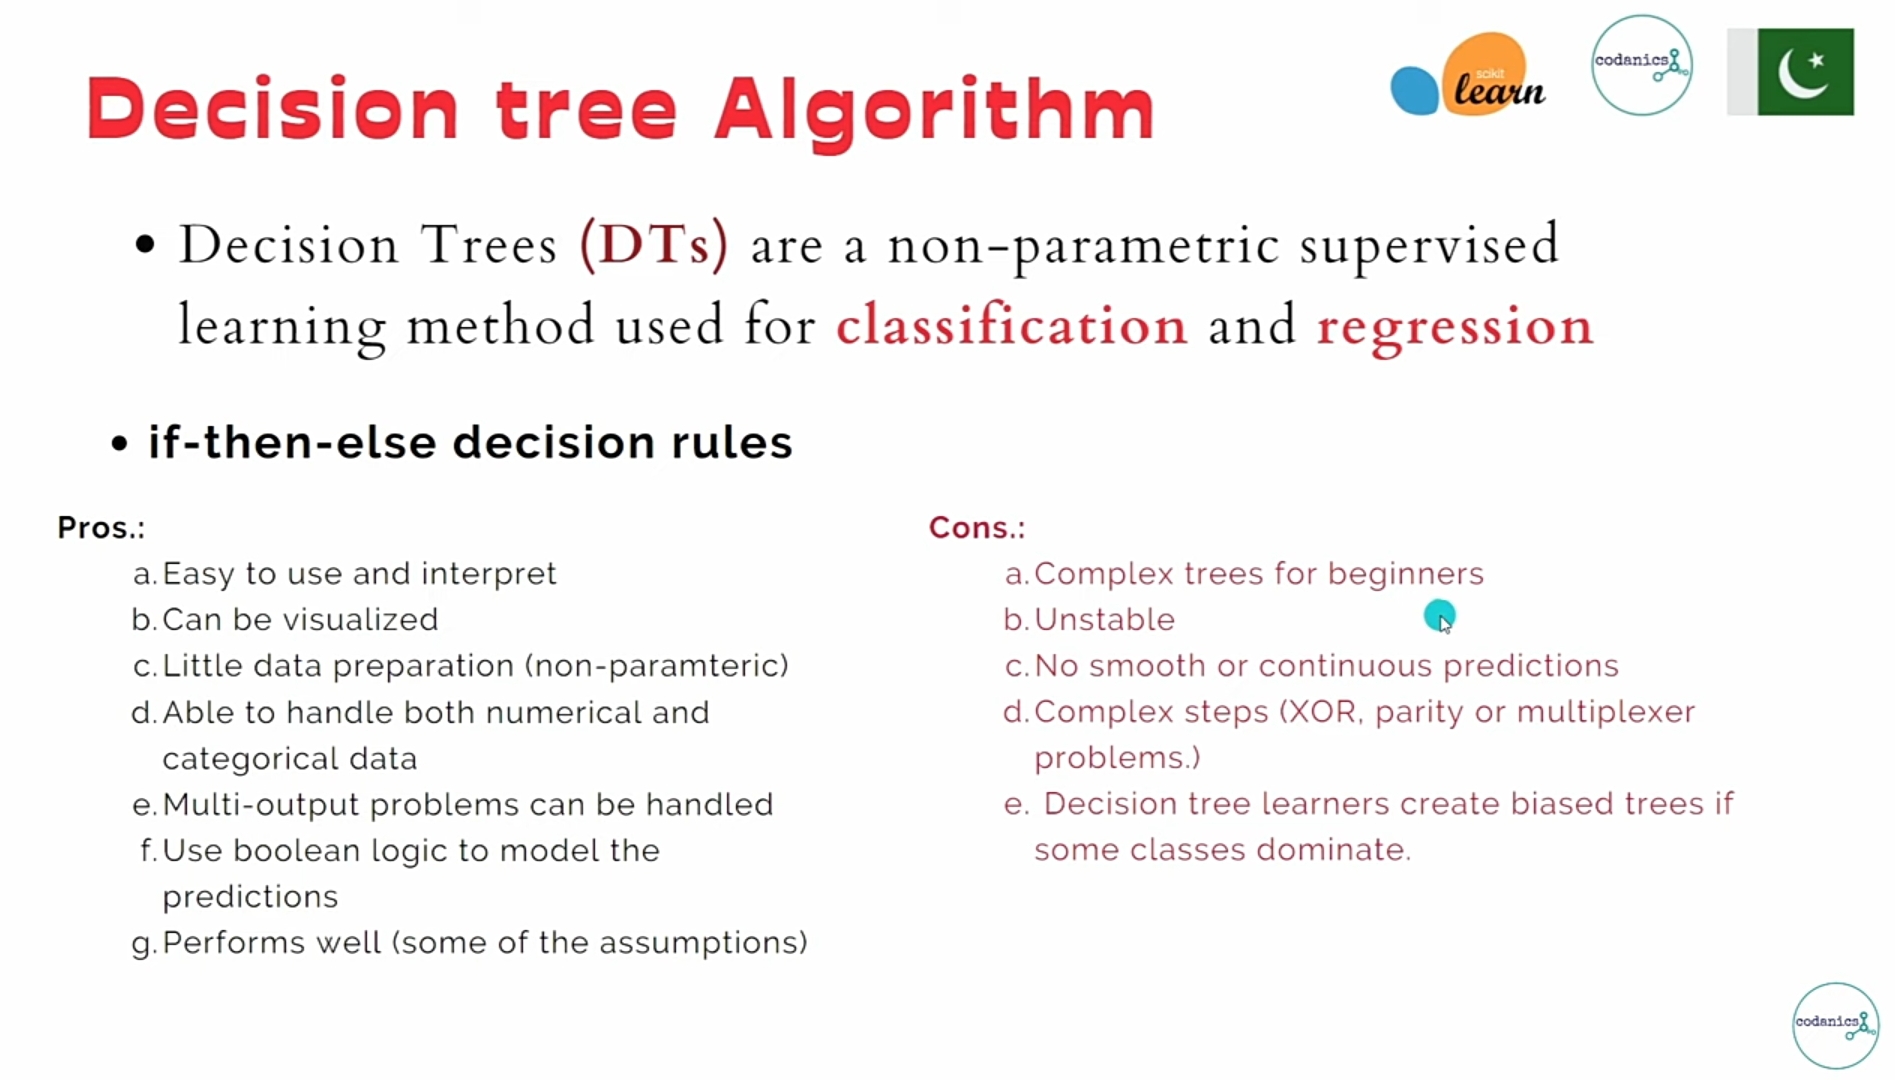 Decision tree Algorithm
scikit
learn
codanics
• Decision Trees (DTs) are a non-parametric supervised
learning method used for classification and regression
• if-then-else decision rules
Pros.:
a. Easy to use and interpret
b. Can be visualized
c. Little data preparation (non-paramteric)
d. Able to handle both numerical and
categorical data
e. Multi-output problems can be handled
f. Use boolean logic to model the
predictions
g. Performs well (some of the assumptions)
Cons.:
a. Complex trees for beginners
b. Unstable
c. No smooth or continuous predictions
d. Complex steps (XOR, parity or multiplexer
problems.)
e. Decision tree learners create biased trees if
some classes dominate.
codanics